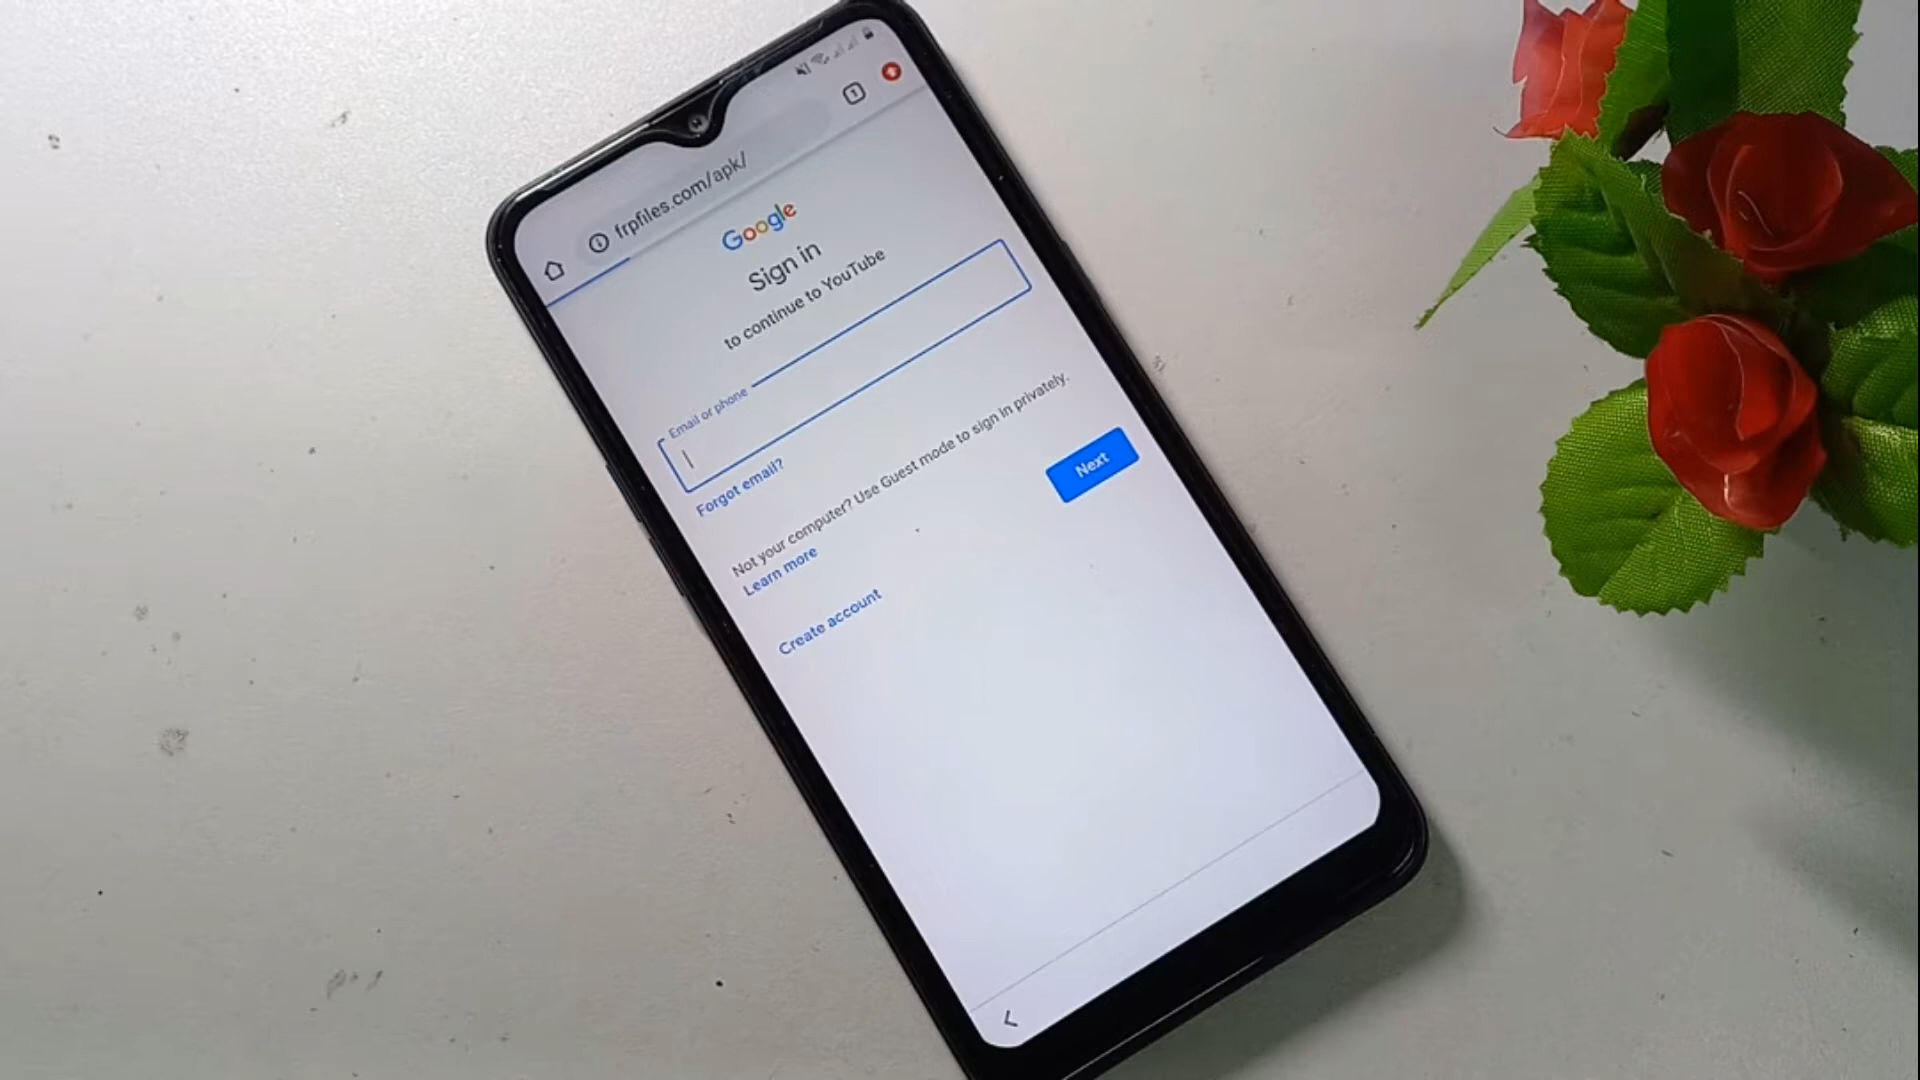 1
frpfiles.com/apk/
Google
Sign in
to continue to YouTube
Email or phone
Forgot email?
Not your computer? Use Guest mode to sign in privately.
Learn more
Next
Create account